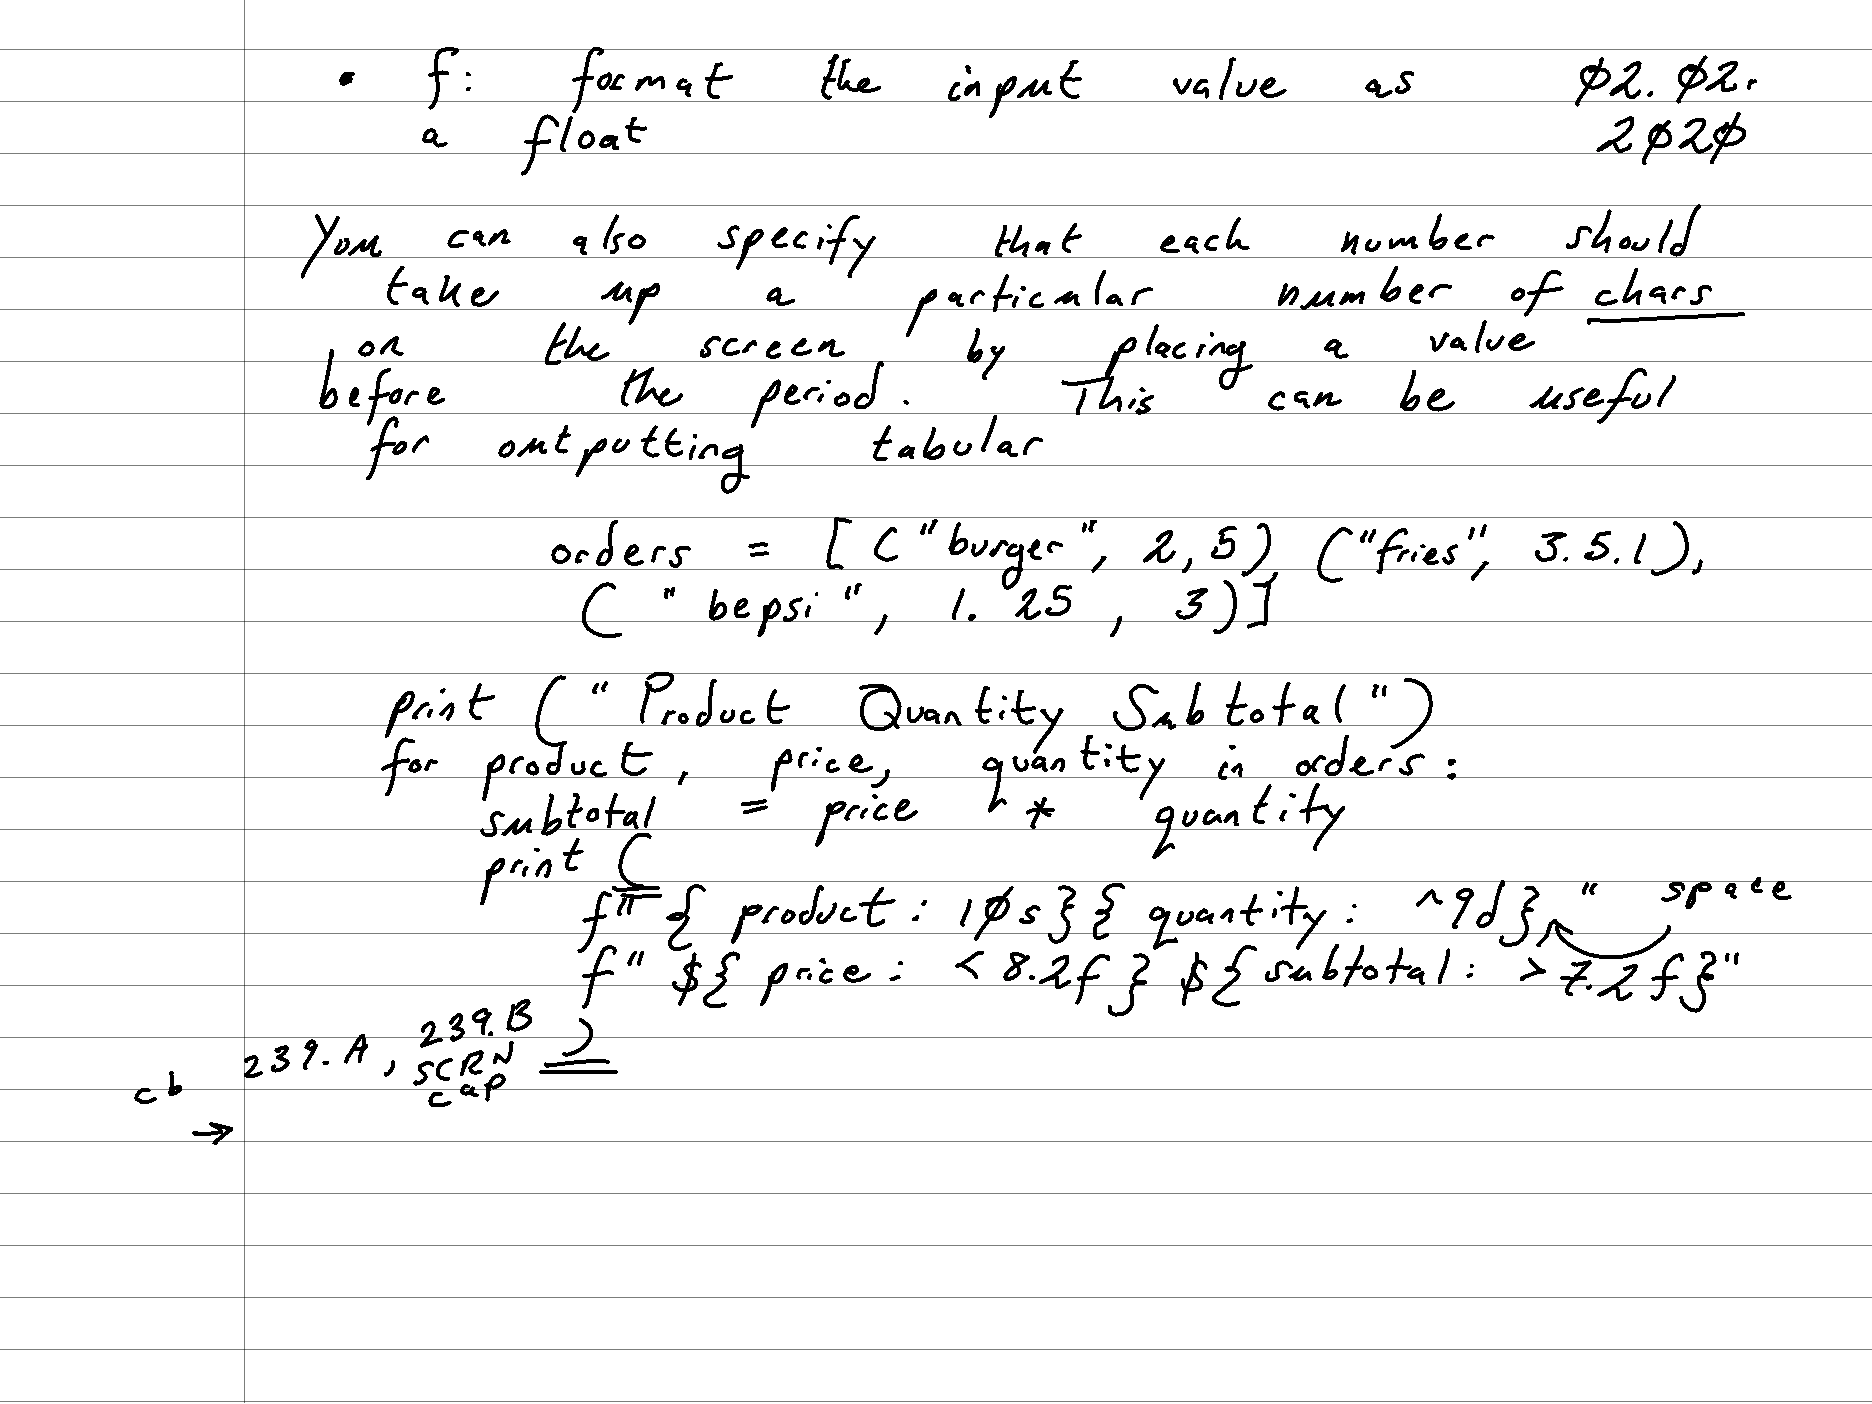 • f: format the input value as 02.02.
a float 2020
You can also specify that each number should
take up a particular number of chars
on the screen by placing a value
before the period. This can be useful
for outputting tabular
orders = [("burger", 2,5) ("fries", 3.5.1),
("bepsi", 1.25, 3)]
print ("Product Quantity Subtotal")
for product, price, quantity in orders:
subtotal = price * quantity
print (
f"{product: 10s}{quantity: ^9d} " space
f"${price: <8.2f} ${subtotal: >7.2f}"
239.A, 239.B )
SCRN
cb cap
→